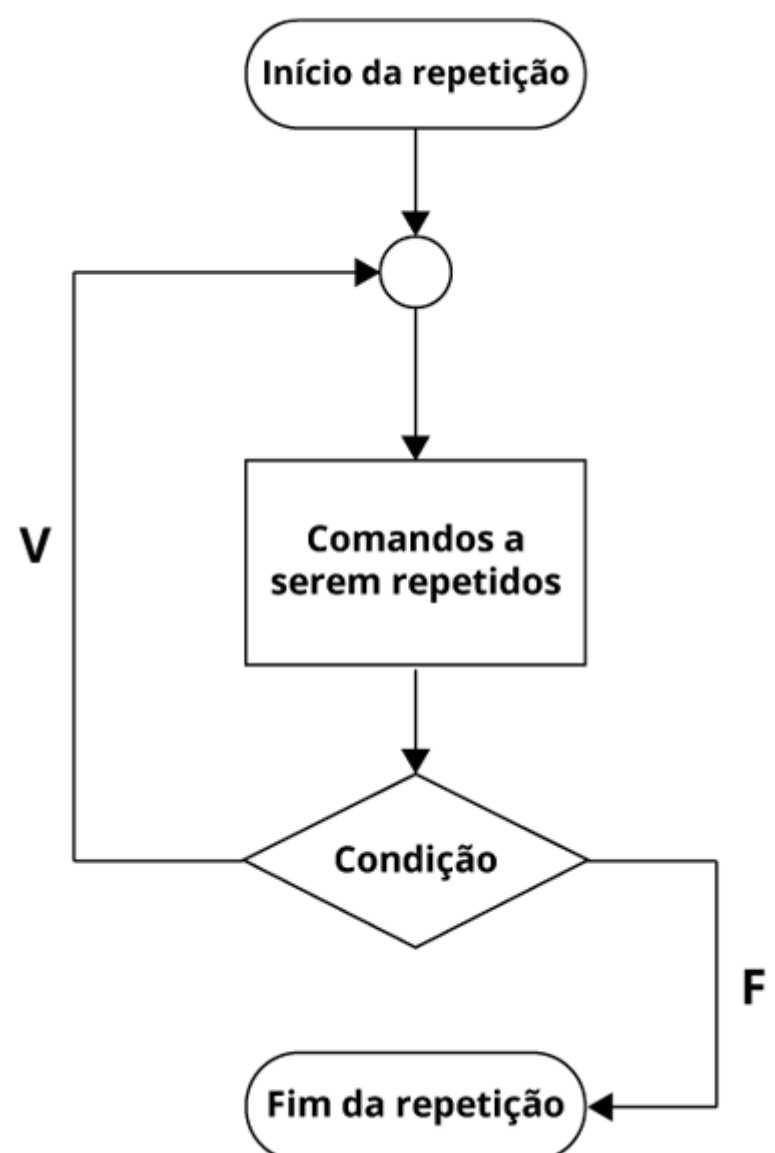 Início da repetição
V
Comandos a
serem repetidos
Condição
F
Fim da repetição